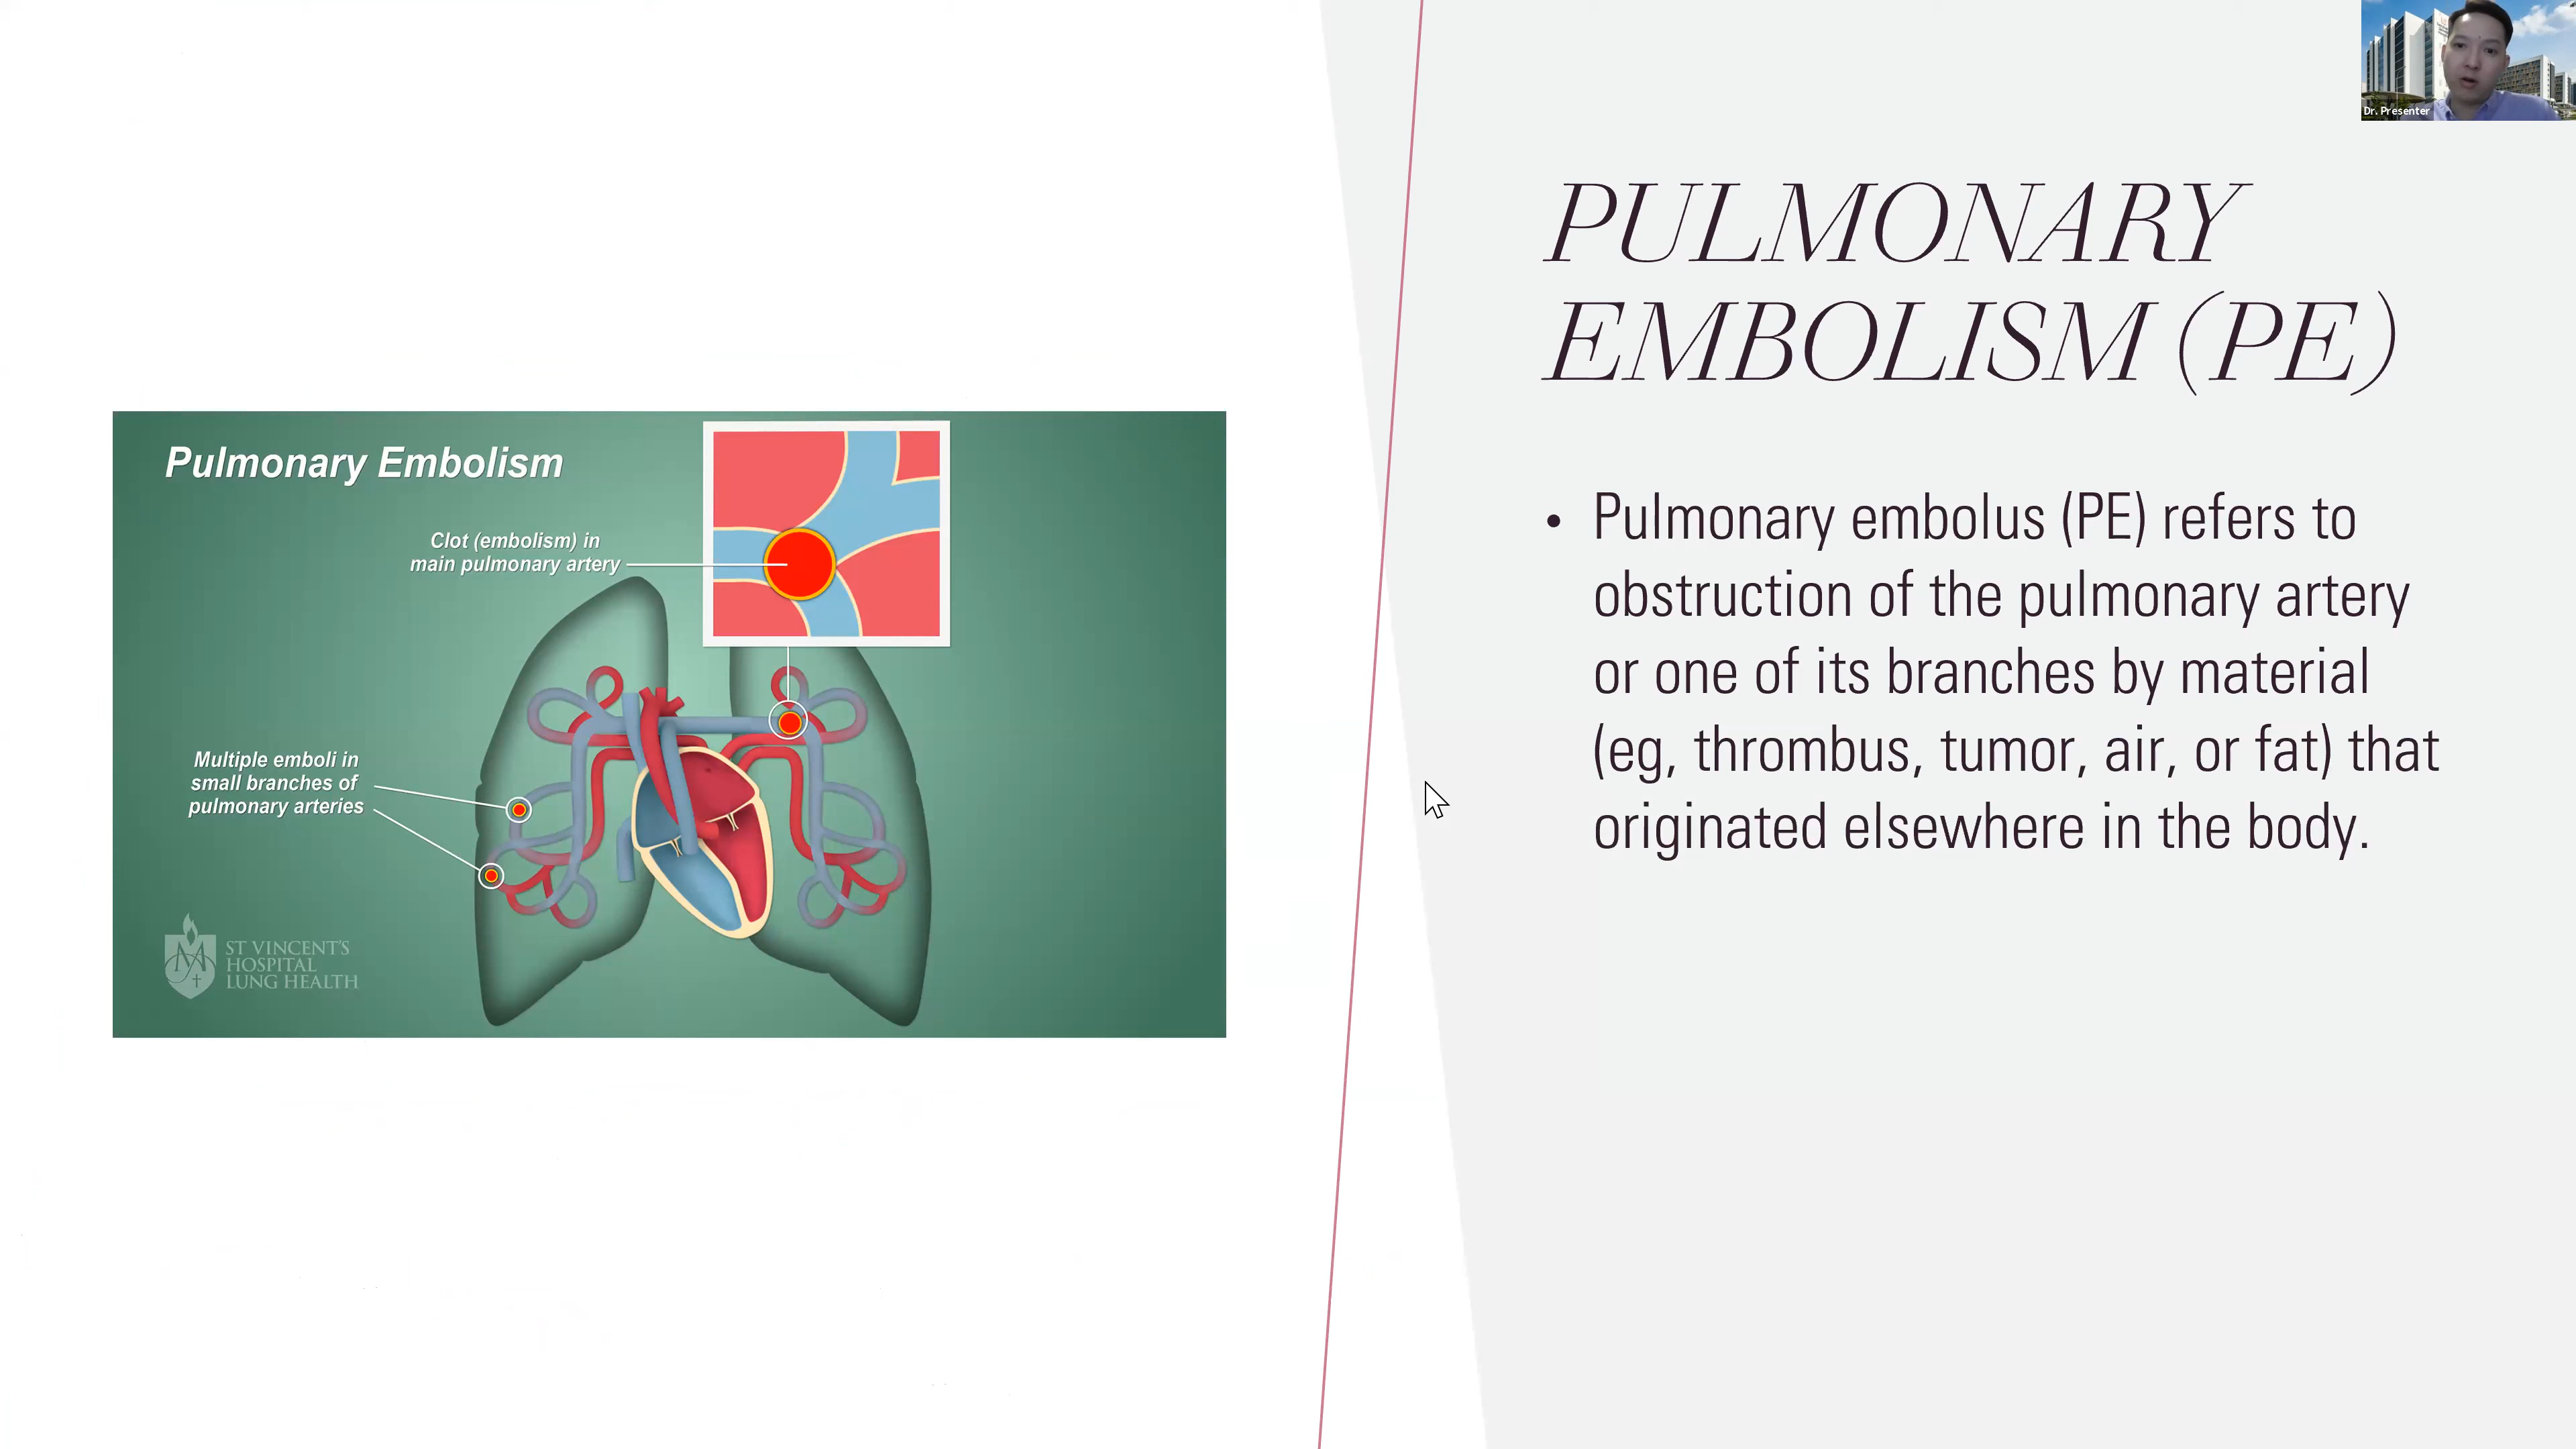 Dr. Presenter
PULMONARY
EMBOLISM (PE)
• Pulmonary embolus (PE) refers to
obstruction of the pulmonary artery
or one of its branches by material
(eg, thrombus, tumor, air, or fat) that
originated elsewhere in the body.
Pulmonary Embolism
Clot (embolism) in
main pulmonary artery
Multiple emboli in
small branches of
pulmonary arteries
ST VINCENT'S
HOSPITAL
LUNG HEALTH